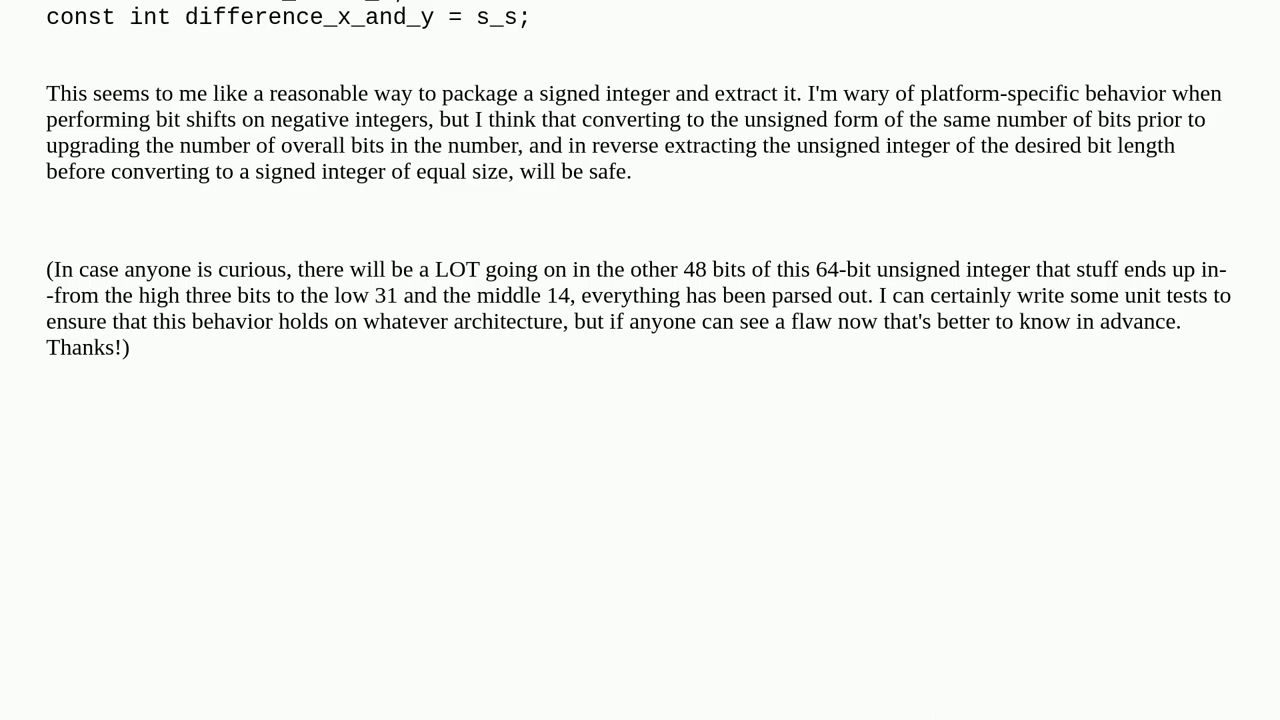 const int difference_x_and_y = s_s;
This seems to me like a reasonable way to package a signed integer and extract it. I'm wary of platform-specific behavior when
performing bit shifts on negative integers, but I think that converting to the unsigned form of the same number of bits prior to
upgrading the number of overall bits in the number, and in reverse extracting the unsigned integer of the desired bit length
before converting to a signed integer of equal size, will be safe.
(In case anyone is curious, there will be a LOT going on in the other 48 bits of this 64-bit unsigned integer that stuff ends up in-
-from the high three bits to the low 31 and the middle 14, everything has been parsed out. I can certainly write some unit tests to
ensure that this behavior holds on whatever architecture, but if anyone can see a flaw now that's better to know in advance.
Thanks!)